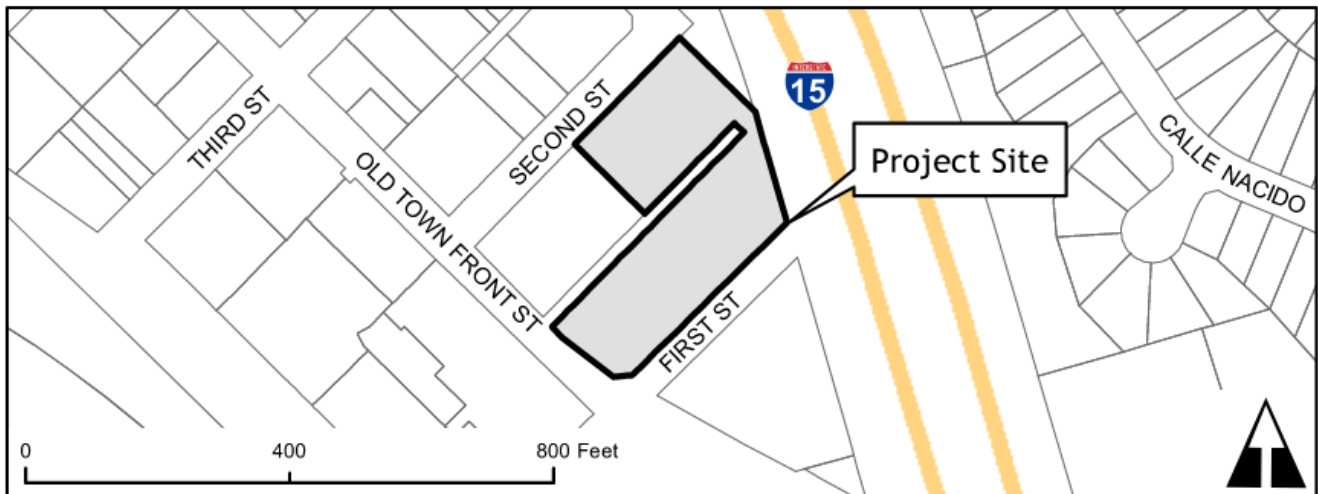 INTERSTATE
15
SECOND ST
THIRD ST
CALLE NACIDO
Project Site
OLD TOWN FRONT ST
FIRST ST
0 400 800 Feet